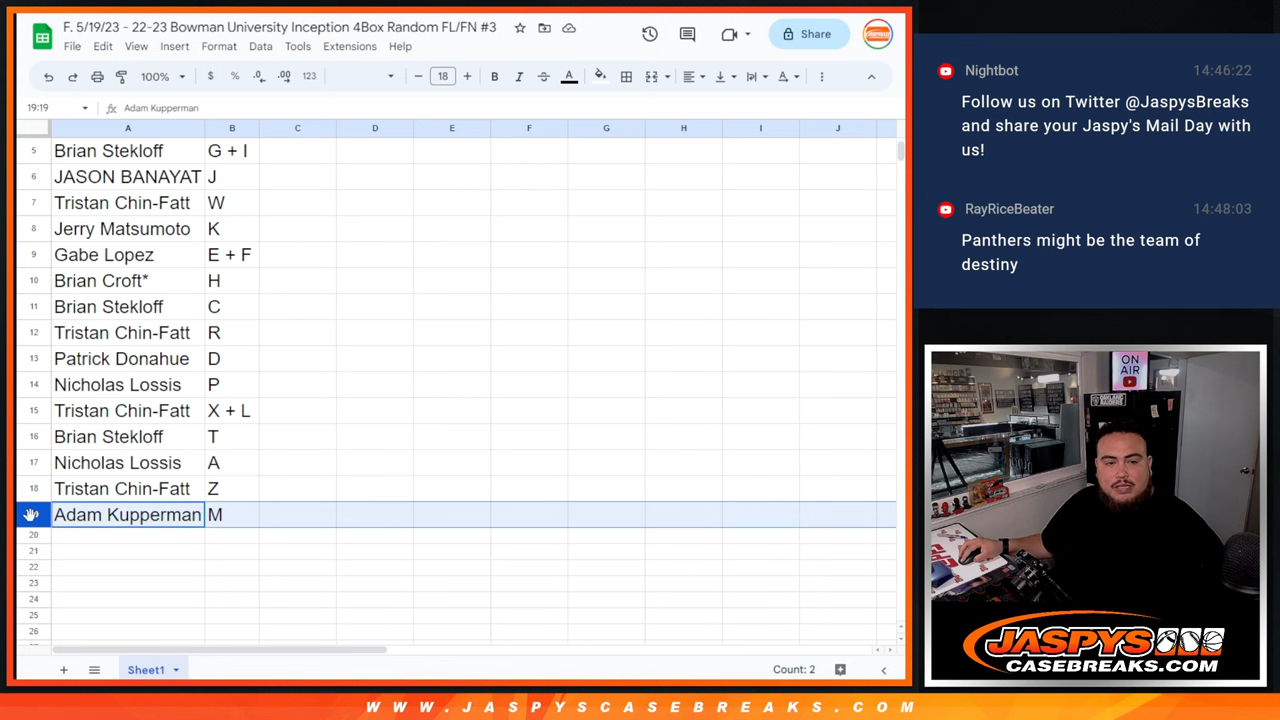 F. 5/19/23 - 22-23 Bowman University Inception 4Box Random FL/FN #3
Share
File Edit View Insert Format Data Tools Extensions Help
100% $ % .0 .00 123 18 B I A
19:19 fx Adam Kupperman
A B C D E F G H I J
5 Brian Stekloff G + I
6 JASON BANAYAT J
7 Tristan Chin-Fatt W
8 Jerry Matsumoto K
9 Gabe Lopez E + F
10 Brian Croft* H
11 Brian Stekloff C
12 Tristan Chin-Fatt R
13 Patrick Donahue D
14 Nicholas Lossis P
15 Tristan Chin-Fatt X + L
16 Brian Stekloff T
17 Nicholas Lossis A
18 Tristan Chin-Fatt Z
Adam Kupperman M
20
21
22
23
24
25
26
Sheet1
Count: 2
Nightbot 14:46:22
Follow us on Twitter @JaspysBreaks
and share your Jaspy's Mail Day with
us!
RayRiceBeater 14:48:03
Panthers might be the team of
destiny
ON
AIR
JASPYS
CASEBREAKS.COM
WWW.JASPYSCASEBREAKS.COM